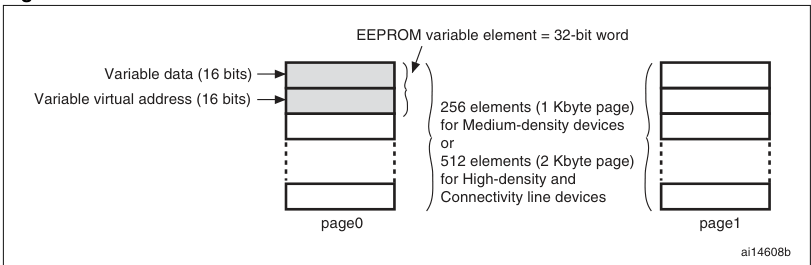 EEPROM variable element = 32-bit word
Variable data (16 bits)
Variable virtual address (16 bits)
256 elements (1 Kbyte page)
for Medium-density devices
or
512 elements (2 Kbyte page)
for High-density and
Connectivity line devices
page0
page1
ai14608b